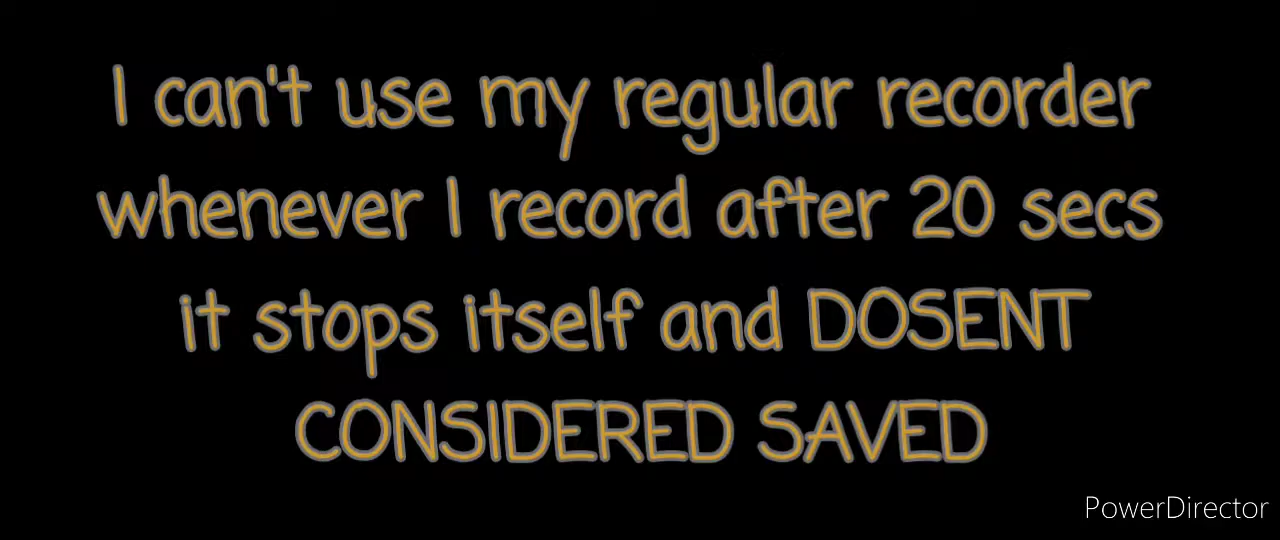 I can't use my regular recorder
whenever I record after 20 secs
it stops itself and DOSENT
CONSIDERED SAVED
PowerDirector